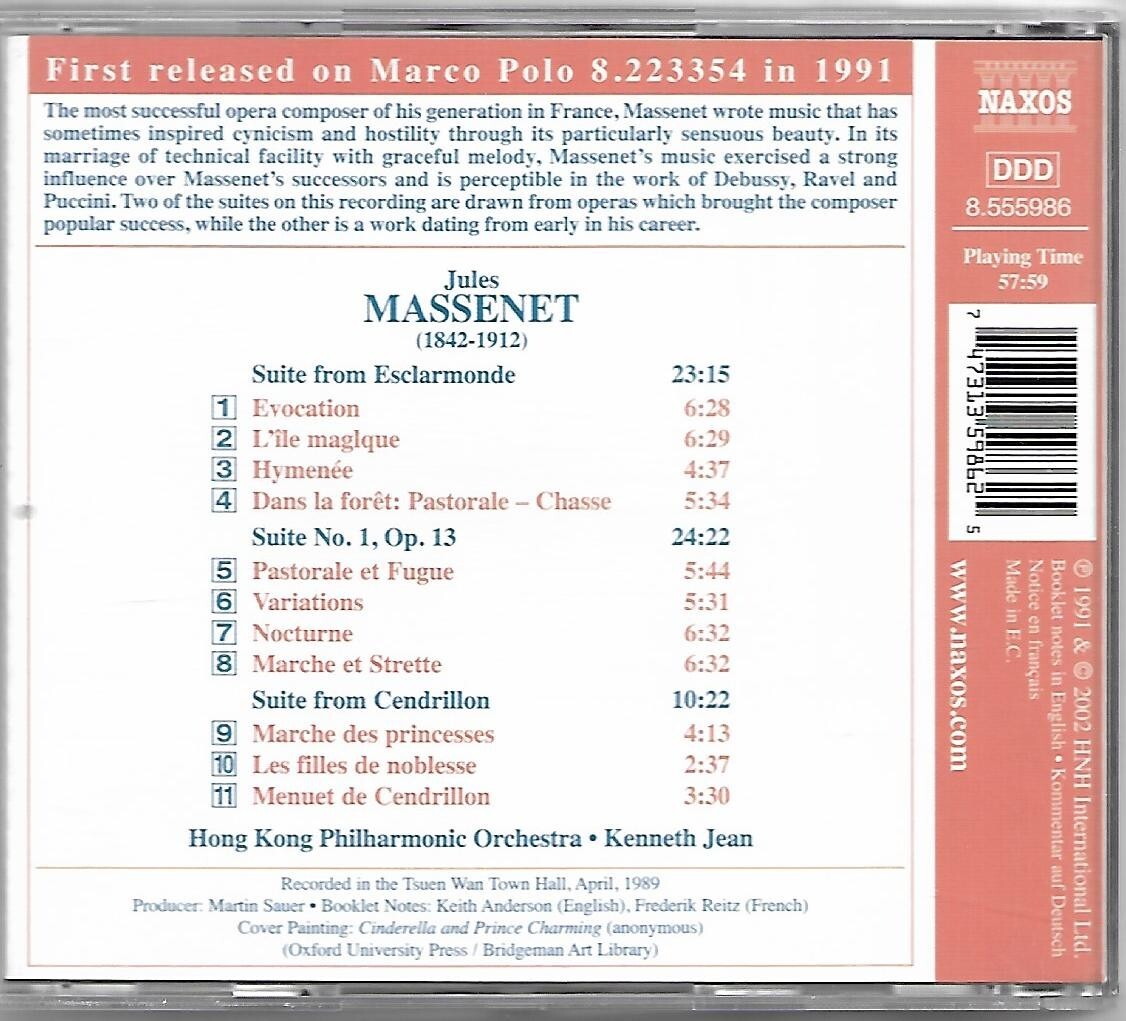 First released on Marco Polo 8.223354 in 1991
The most successful opera composer of his generation in France, Massenet wrote music that has
sometimes inspired cynicism and hostility through its particularly sensuous beauty. In its
marriage of technical facility with graceful melody, Massenet's music exercised a strong
influence over Massenet's successors and is perceptible in the work of Debussy, Ravel and
Puccini. Two of the suites on this recording are drawn from operas which brought the composer
popular success, while the other is a work dating from early in his career.
Jules
MASSENET
(1842-1912)
Suite from Esclarmonde 23:15
1 Evocation 6:28
2 L'île magique 6:29
3 Hymenée 4:37
4 Dans la forêt: Pastorale – Chasse 5:34
Suite No. 1, Op. 13 24:22
5 Pastorale et Fugue 5:44
6 Variations 5:31
7 Nocturne 6:32
8 Marche et Strette 6:32
Suite from Cendrillon 10:22
9 Marche des princesses 4:13
10 Les filles de noblesse 2:37
11 Menuet de Cendrillon 3:30
Hong Kong Philharmonic Orchestra • Kenneth Jean
Recorded in the Tsuen Wan Town Hall, April, 1989
Producer: Martin Sauer • Booklet Notes: Keith Anderson (English), Frederik Reitz (French)
Cover Painting: Cinderella and Prince Charming (anonymous)
(Oxford University Press / Bridgeman Art Library)
NAXOS
DDD
8.555986
Playing Time
57:59
7 47313 59862 5
℗ 1991 & © 2002 HNH International Ltd.
Booklet notes in English • Kommentar auf Deutsch
Notice en français
Made in E.C.
www.naxos.com